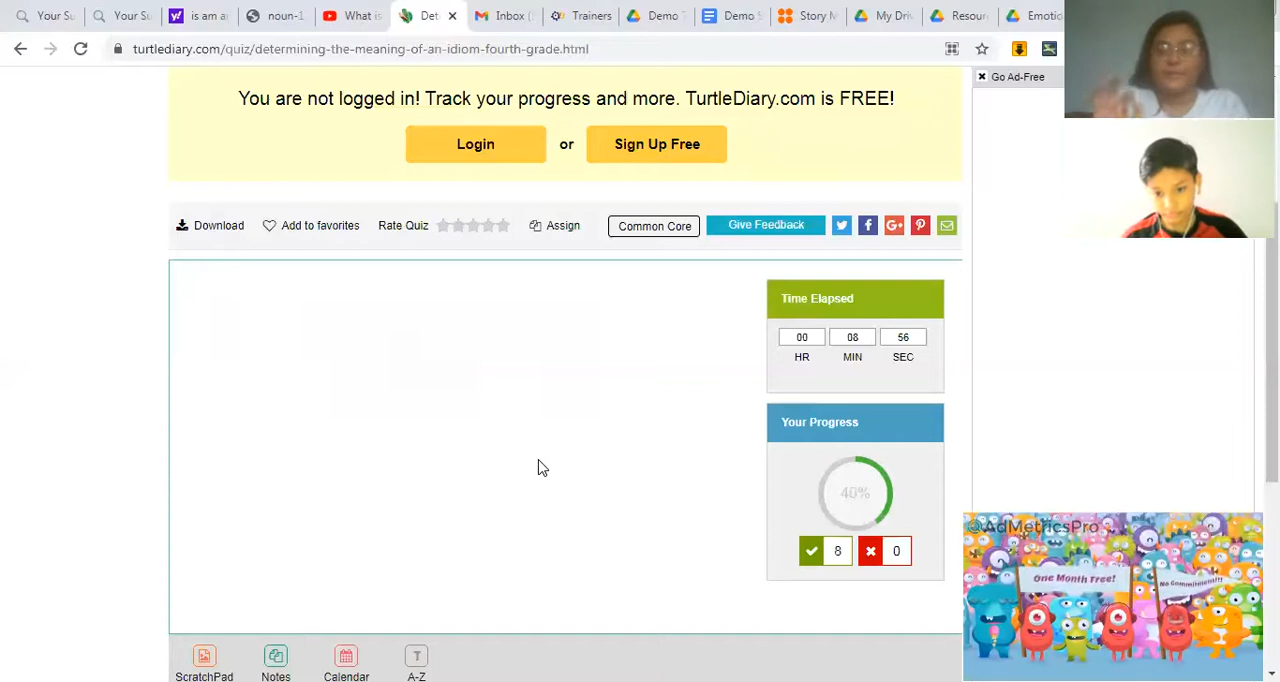 Your Su
Your Su
is am ar
noun-1
What is
Det
Inbox (
Trainers
Demo T
Demo S
Story M
My Driv
Resour
Emotio
turtlediary.com/quiz/determining-the-meaning-of-an-idiom-fourth-grade.html
Go Ad-Free
You are not logged in! Track your progress and more. TurtleDiary.com is FREE!
Login or Sign Up Free
Download Add to favorites Rate Quiz Assign Common Core Give Feedback
Time Elapsed
00 08 56
HR MIN SEC
Your Progress
40%
8 0
AdMetricsPro
One Month Free!
No Commitment!!!
ScratchPad Notes Calendar A-Z
T